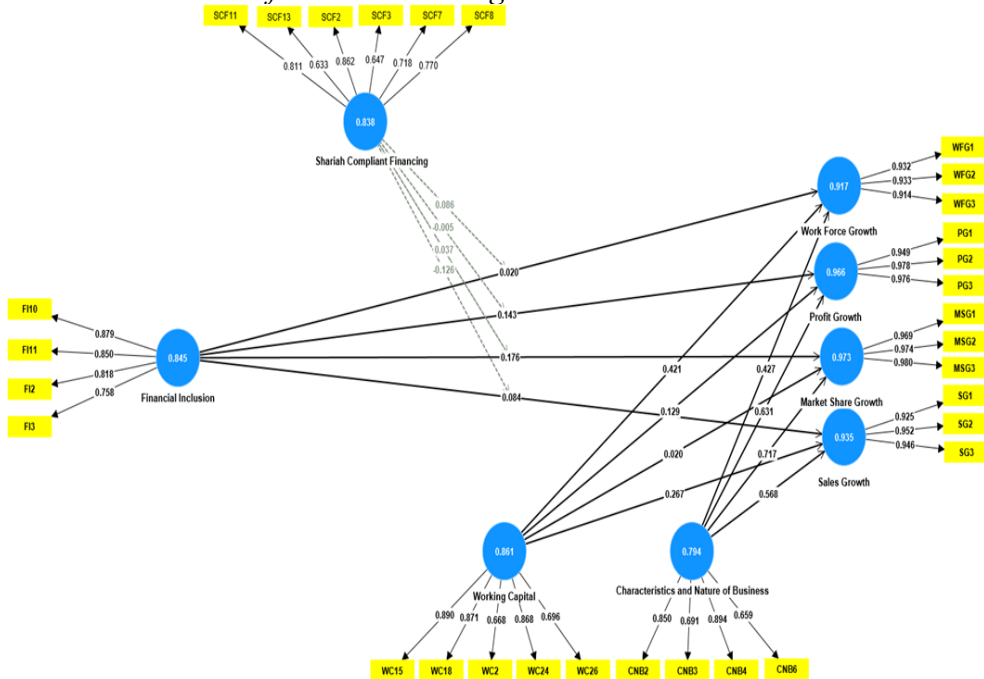 SCF11 SCF13 SCF2 SCF3 SCF7 SCF8
0.811 0.633 0.862 0.647 0.718 0.770
0.838
Shariah Compliant Financing
0.086
-0.005
0.037
-0.126
WFG1
0.932
WFG2
0.933
0.917
0.914
WFG3
Work Force Growth
PG1
0.949
PG2
0.978
0.966
0.976
PG3
Profit Growth
MSG1
0.969
MSG2
0.974
0.973
0.980
MSG3
Market Share Growth
SG1
0.925
SG2
0.952
0.935
0.946
SG3
Sales Growth
0.020
0.143
0.176
0.084
FI10
0.879
FI11
0.850
0.845
0.818
FI2
0.758
Financial Inclusion
FI3
0.421 0.427
0.129 0.631
0.020 0.717
0.267 0.568
0.861 0.794
Working Capital Characteristics and Nature of Business
0.890 0.871 0.668 0.868 0.696 0.850 0.691 0.894 0.659
WC15 WC18 WC2 WC24 WC26 CNB2 CNB3 CNB4 CNB6